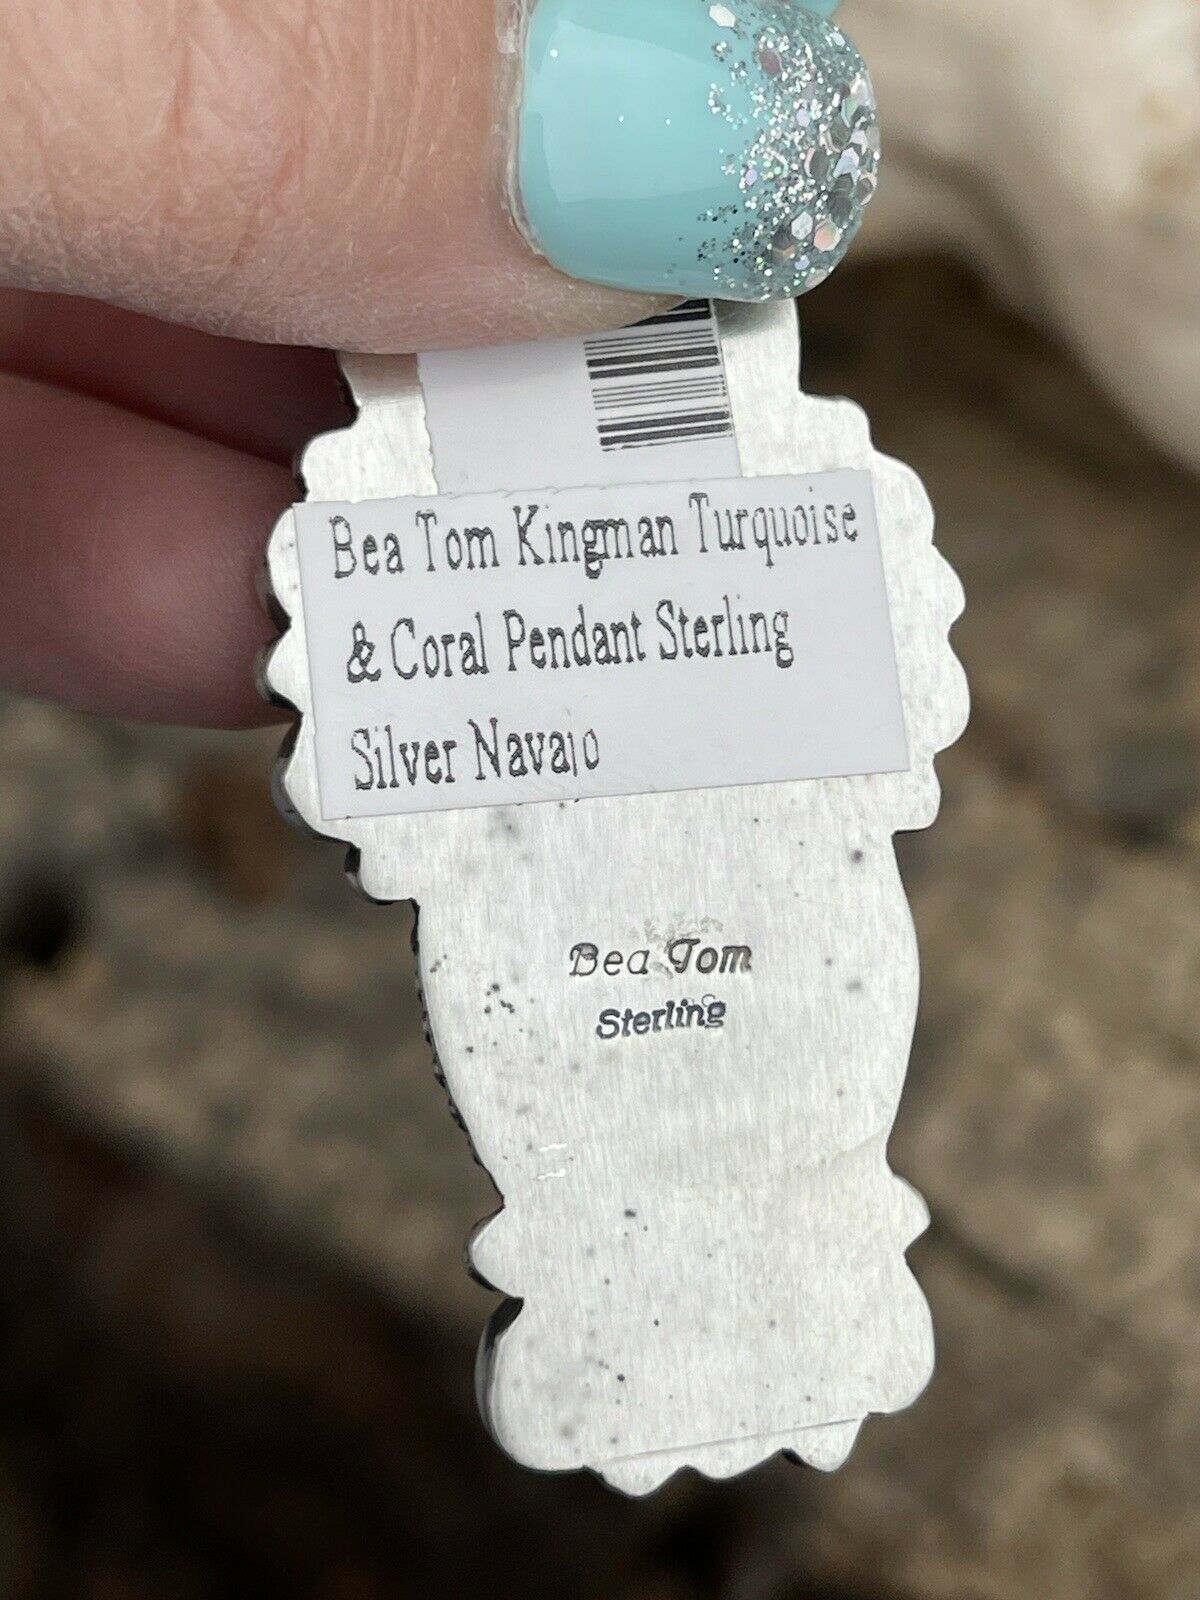 Bea Tom Kingman Turquoise
& Coral Pendant Sterling
Silver Navajo
Bea Tom
Sterling